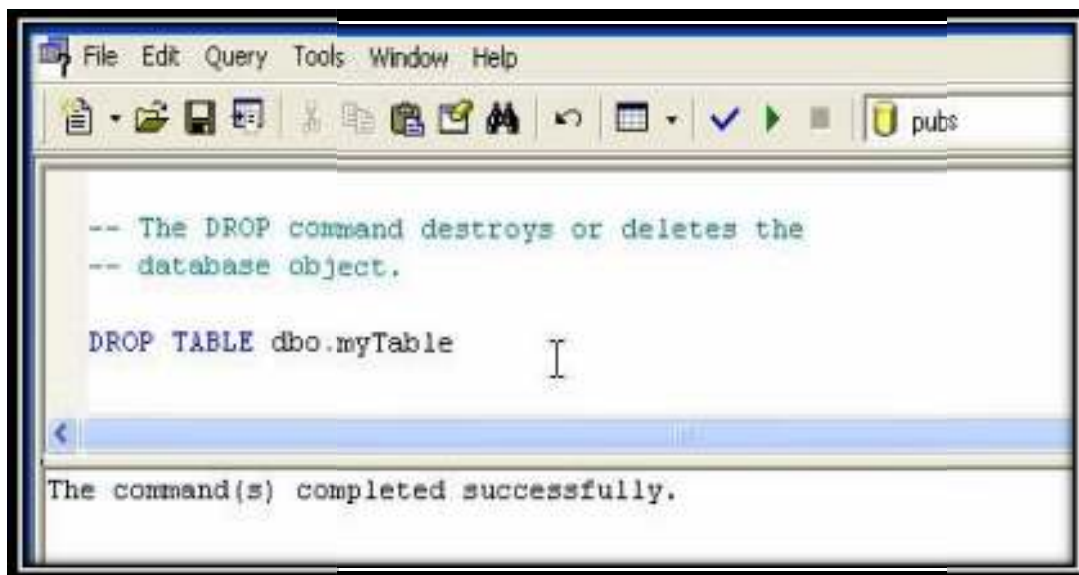 File Edit Query Tools Window Help
pubs
-- The DROP command destroys or deletes the
-- database object.
DROP TABLE dbo.myTable
The command(s) completed successfully.